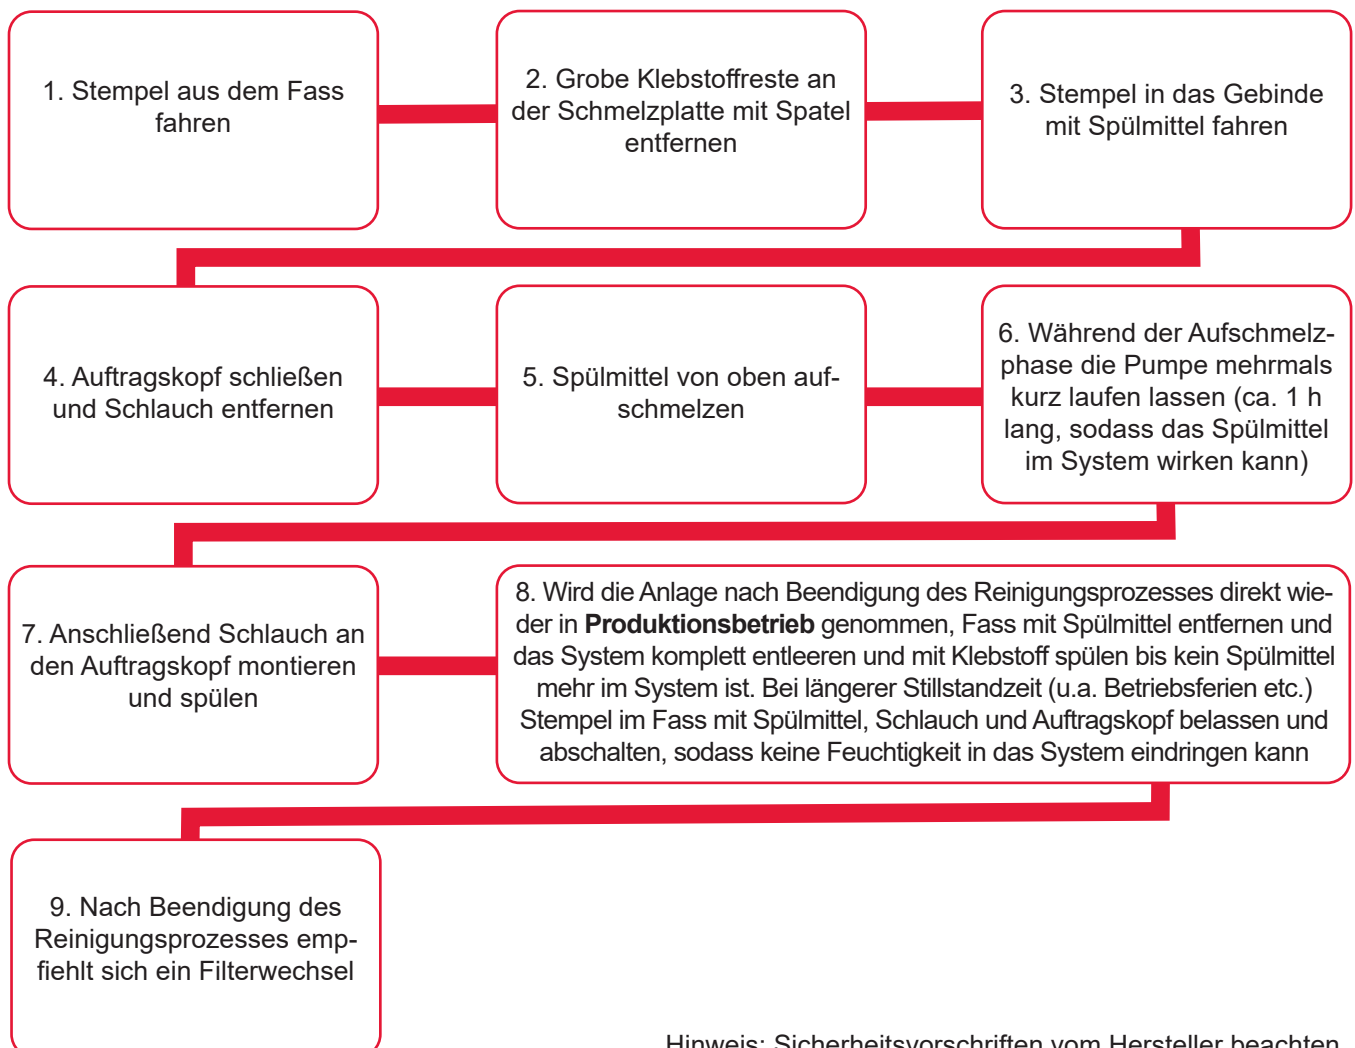 1. Stempel aus dem Fass
fahren
2. Grobe Klebstoffreste an
der Schmelzplatte mit Spatel
entfernen
3. Stempel in das Gebinde
mit Spülmittel fahren
4. Auftragskopf schließen
und Schlauch entfernen
5. Spülmittel von oben auf-
schmelzen
6. Während der Aufschmelz-
phase die Pumpe mehrmals
kurz laufen lassen (ca. 1 h
lang, sodass das Spülmittel
im System wirken kann)
7. Anschließend Schlauch an
den Auftragskopf montieren
und spülen
8. Wird die Anlage nach Beendigung des Reinigungsprozesses direkt wie-
der in Produktionsbetrieb genommen, Fass mit Spülmittel entfernen und
das System komplett entleeren und mit Klebstoff spülen bis kein Spülmittel
mehr im System ist. Bei längerer Stillstandzeit (u.a. Betriebsferien etc.)
Stempel im Fass mit Spülmittel, Schlauch und Auftragskopf belassen und
abschalten, sodass keine Feuchtigkeit in das System eindringen kann
9. Nach Beendigung des
Reinigungsprozesses emp-
fiehlt sich ein Filterwechsel
Hinweis: Sicherheitsvorschriften vom Hersteller beachten